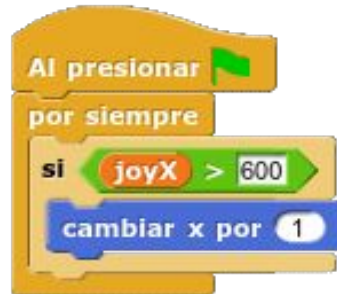 Al presionar
por siempre
si joyX > 600
cambiar x por 1